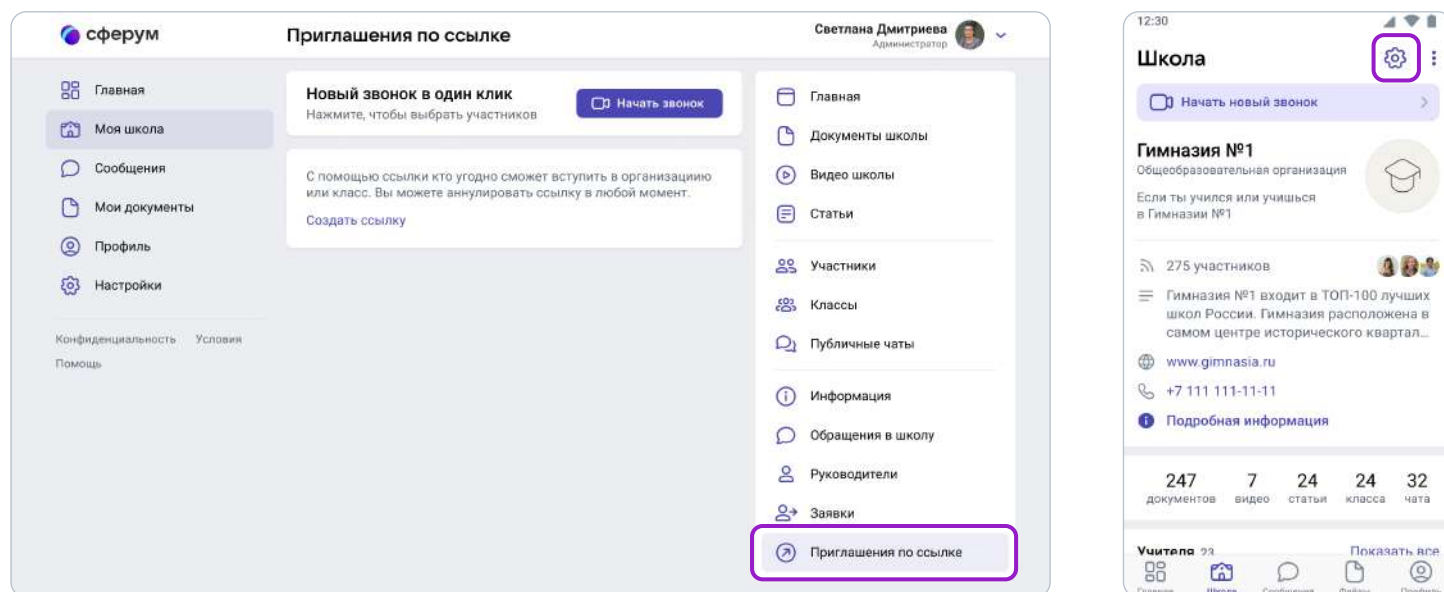 сферум
Приглашения по ссылке
Светлана Дмитриева
Администратор
Главная
Моя школа
Сообщения
Мои документы
Профиль
Настройки
Конфиденциальность Условия
Помощь
Новый звонок в один клик
Нажмите, чтобы выбрать участников
Начать звонок
С помощью ссылки кто угодно сможет вступить в организациию
или класс. Вы можете аннулировать ссылку в любой момент.
Создать ссылку
Главная
Документы школы
Видео школы
Статьи
Участники
Классы
Публичные чаты
Информация
Обращения в школу
Руководители
Заявки
Приглашения по ссылке
12:30
Школа
Начать новый звонок
Гимназия №1
Общеобразовательная организация
Если ты учился или учишься
в Гимназии №1
275 участников
Гимназия №1 входит в ТОП-100 лучших
школ России. Гимназия расположена в
самом центре исторического квартал...
www.gimnasia.ru
+7 111 111-11-11
Подробная информация
247 7 24 24 32
документов видео статьи класса чата
Учителя 23 Показать все
Главная Школа Сообщения Файлы Профиль